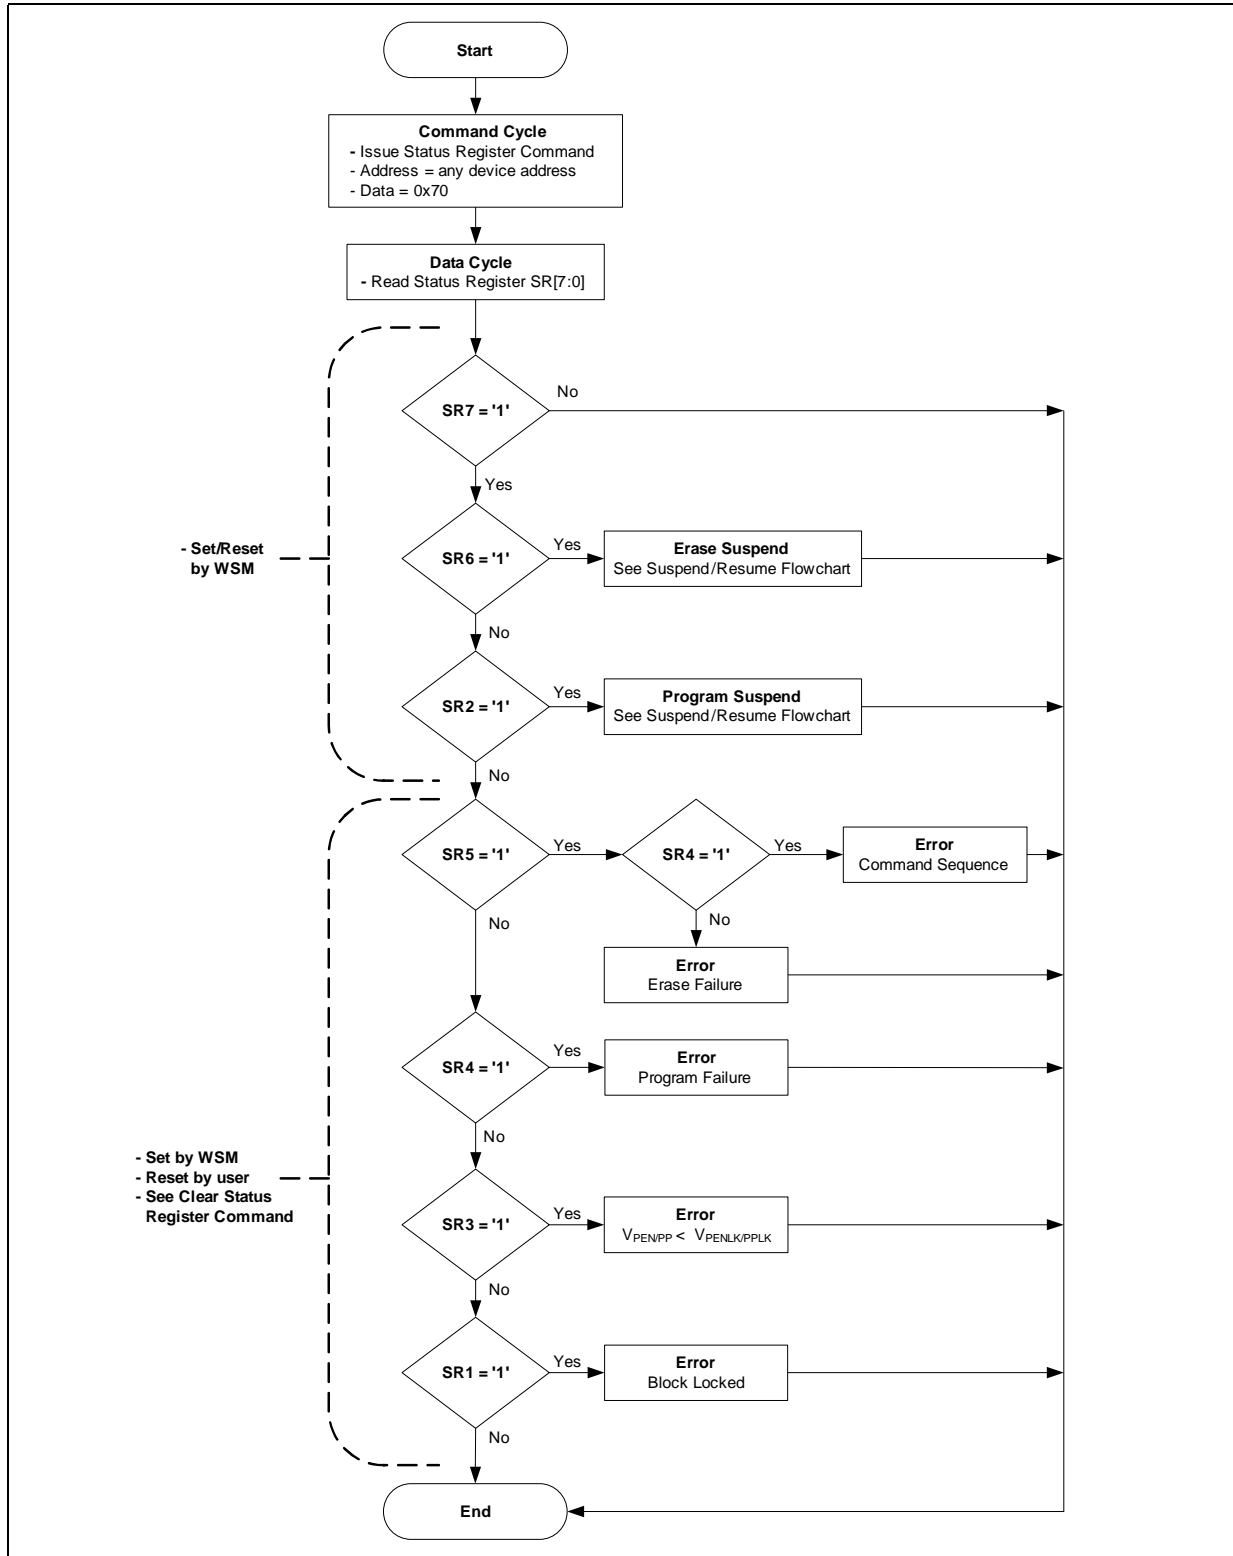 Start
Command Cycle
- Issue Status Register Command
- Address = any device address
- Data = 0x70
Data Cycle
- Read Status Register SR[7:0]
SR7 = '1'
No
Yes
- Set/Reset
by WSM
SR6 = '1'
Yes
Erase Suspend
See Suspend/Resume Flowchart
No
SR2 = '1'
Yes
Program Suspend
See Suspend/Resume Flowchart
No
SR5 = '1'
Yes
SR4 = '1'
Yes
Error
Command Sequence
No
No
Error
Erase Failure
SR4 = '1'
Yes
Error
Program Failure
No
- Set by WSM
- Reset by user
- See Clear Status
Register Command
SR3 = '1'
Yes
Error
VPEN/PP < VPENLK/PPLK
No
SR1 = '1'
Yes
Error
Block Locked
No
End